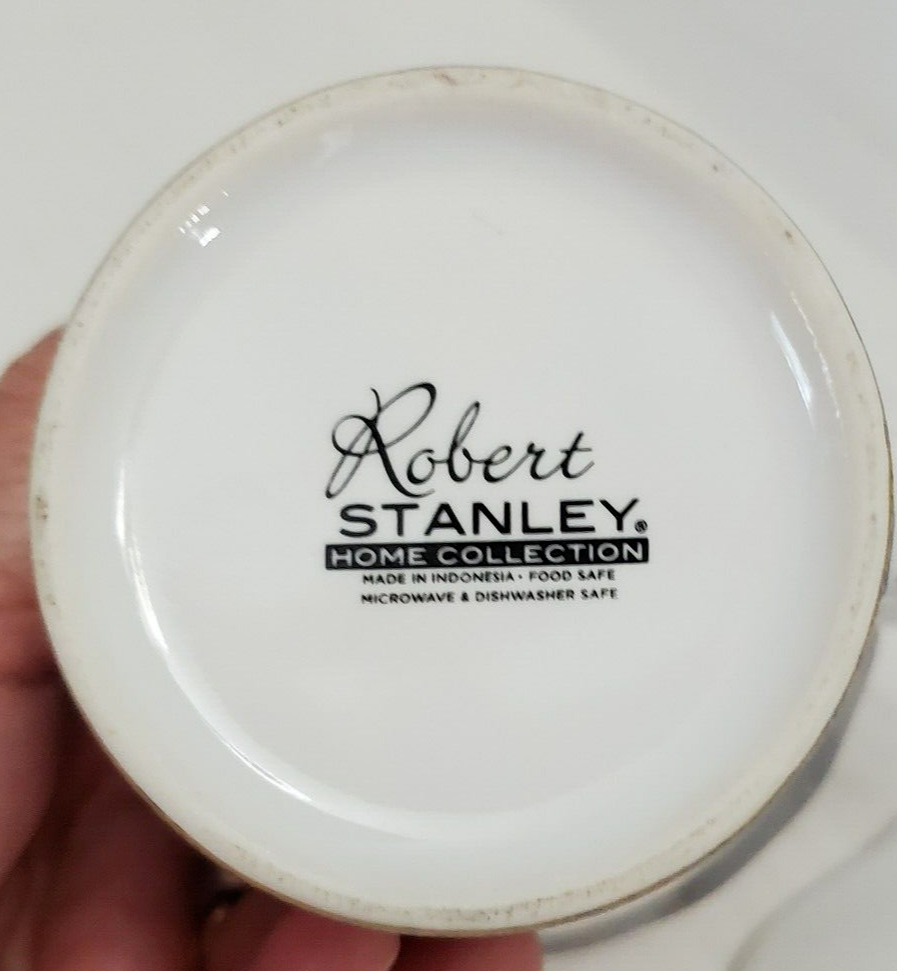 Robert
STANLEY®
HOME COLLECTION
MADE IN INDONESIA · FOOD SAFE
MICROWAVE & DISHWASHER SAFE